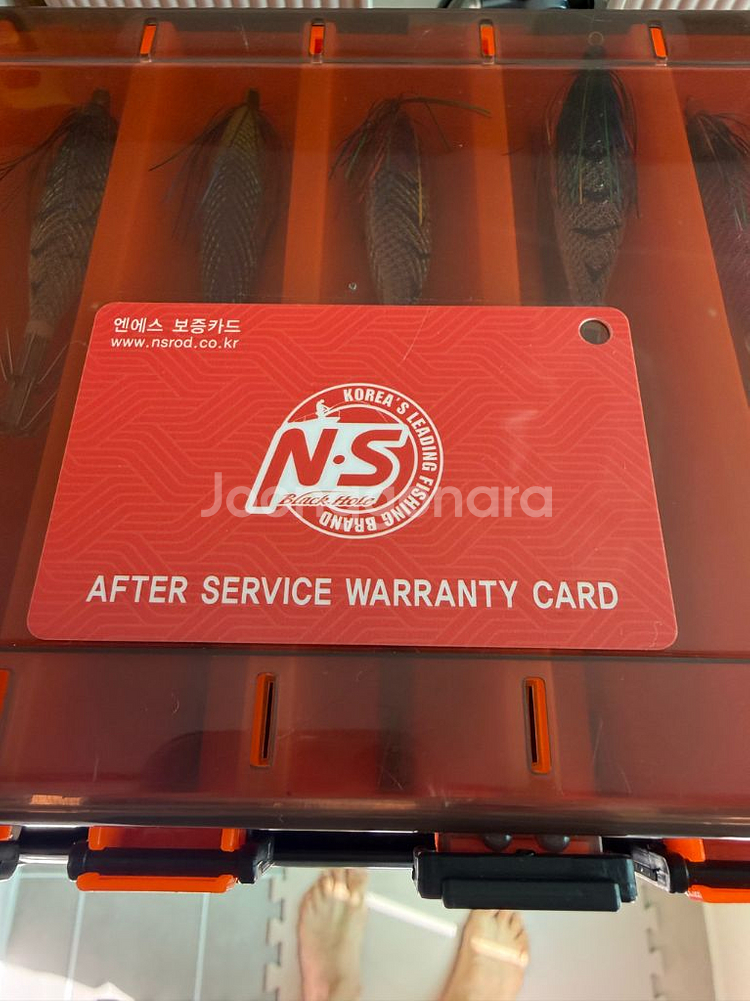 엔에스 보증카드
www.nsrod.co.kr
KOREA'S LEADING FISHING BRAND
N·S
Black Hole
Joonggonara
AFTER SERVICE WARRANTY CARD